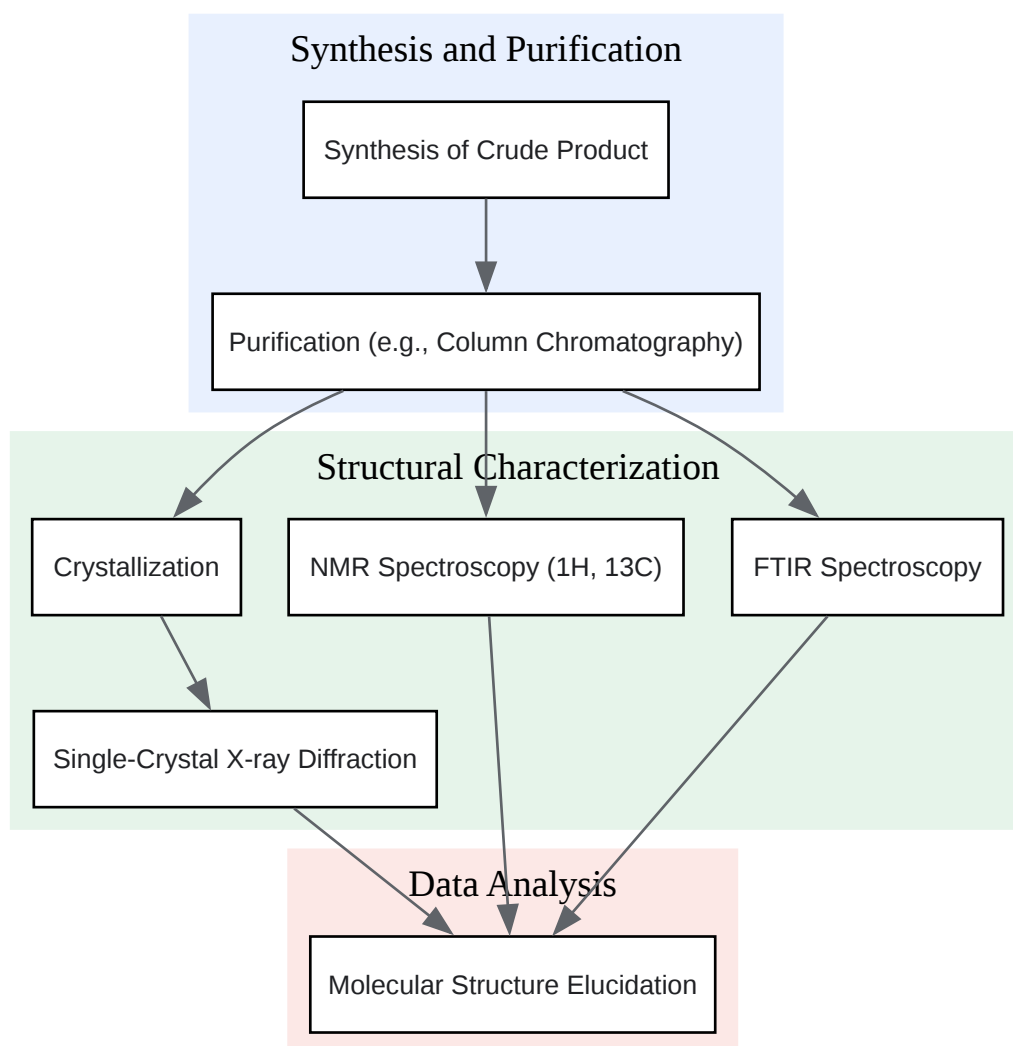 Synthesis and Purification
Synthesis of Crude Product
Purification (e.g., Column Chromatography)
Structural Characterization
Crystallization
NMR Spectroscopy (1H, 13C)
FTIR Spectroscopy
Single-Crystal X-ray Diffraction
Data Analysis
Molecular Structure Elucidation